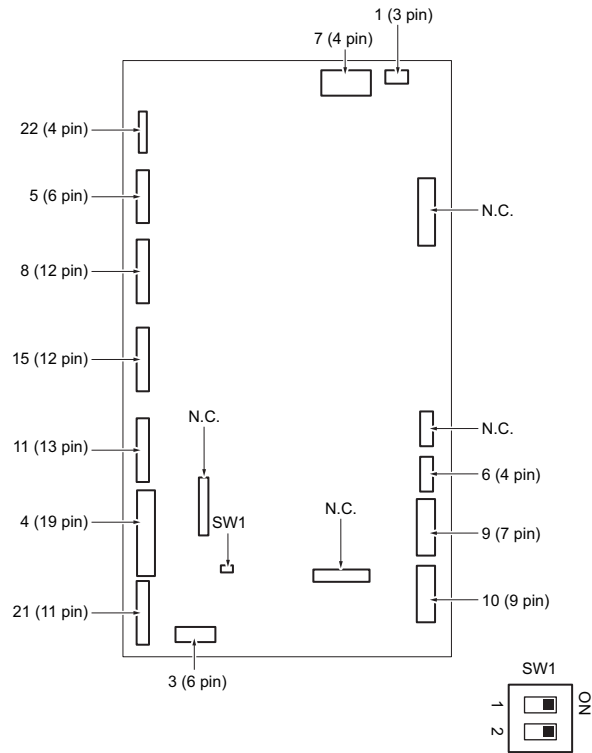 1 (3 pin)
7 (4 pin)
22 (4 pin)
5 (6 pin)
N.C.
8 (12 pin)
15 (12 pin)
N.C.
N.C.
11 (13 pin)
6 (4 pin)
4 (19 pin)
SW1
N.C.
9 (7 pin)
21 (11 pin)
10 (9 pin)
3 (6 pin)
SW1
1
ON
2